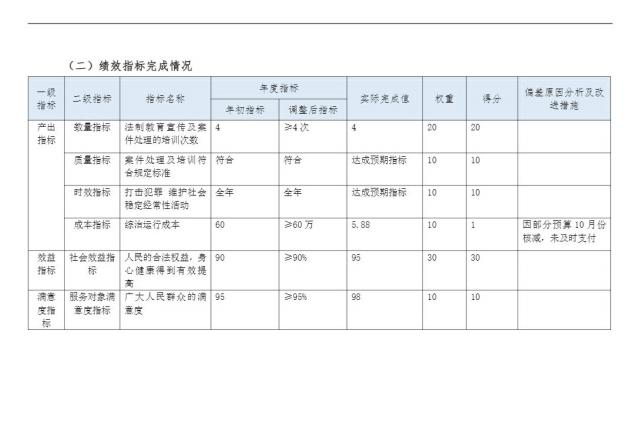 （二）绩效指标完成情况
一级
指标
二级指标
指标名称
年度指标
年初指标
调整后指标
实际完成值
权重
得分
偏差原因分析及改
进措施
产出
指标
数量指标
法制教育宣传及案
件处理的培训次数
4
≥4 次
4
20
20
质量指标
案件处理及培训符
合规定标准
符合
符合
达成预期指标
10
10
时效指标
打击犯罪 维护社会
稳定经常性活动
全年
全年
达成预期指标
10
10
成本指标
综治运行成本
60
≥60 万
5.88
10
1
因部分预算 10 月份
核减，未及时支付
效益
指标
社会效益指
标
人民的合法权益，身
心健康得到有效提
高
90
≥90%
95
30
30
满意
度指
标
服务对象满
意度指标
广大人民群众的满
意度
95
≥95%
98
10
10